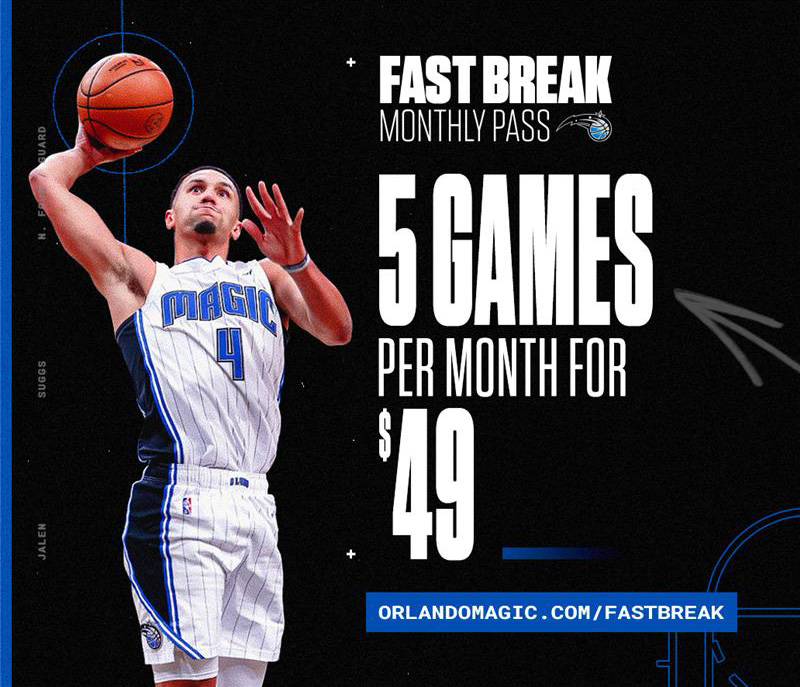 FAST BREAK
MONTHLY PASS
5 GAMES
PER MONTH FOR
$49
ORLANDOMAGIC.COM/FASTBREAK
MAGIC
4
JALEN
SUGGS
GUARD